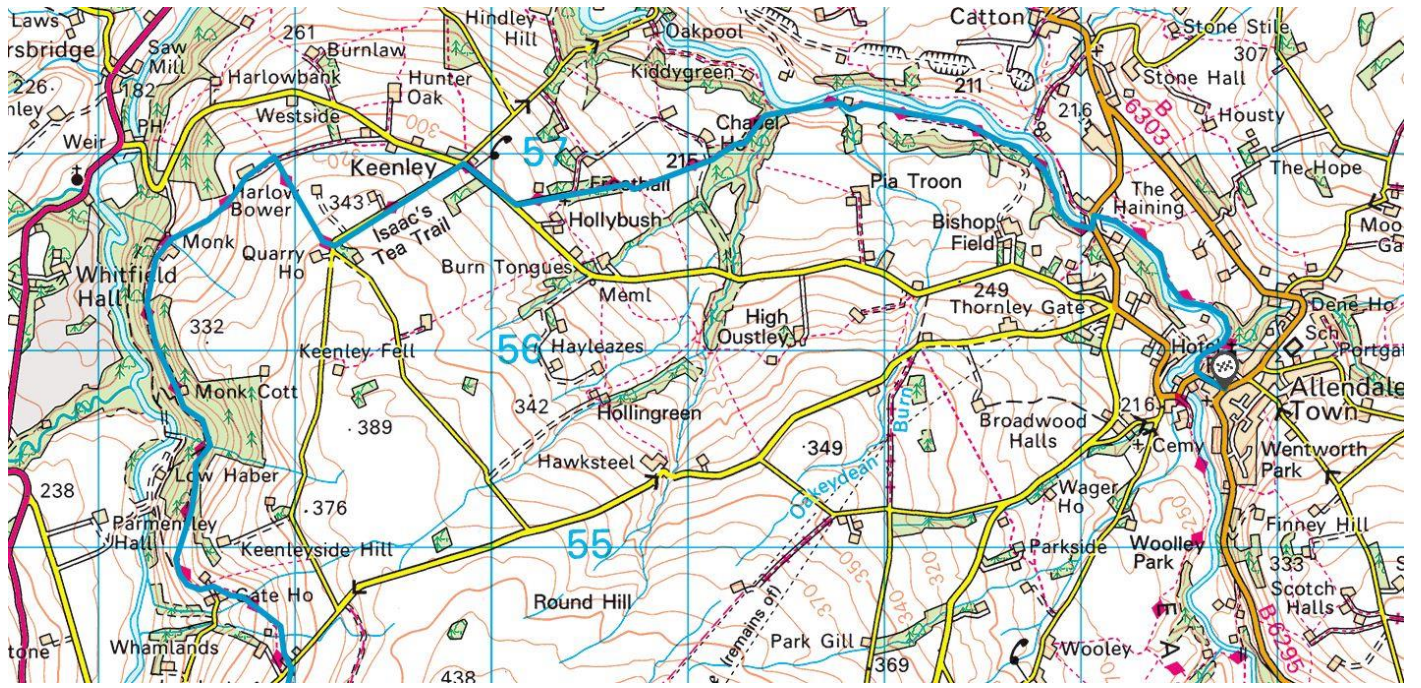 Laws
rsbridge
Saw
Mill
261
Burnlaw
Hindley
Hill
Oakpool
Kiddygreen
Catton
Stone Stile
307
226
nley
182
Harlowbank
Hunter
Oak
Westside
300
211
216
B 6303
Stone Hall
Housty
Weir
PH
Keenley
57
215
Chapel
Ho
Harlow
Bower
343
Isaac's
Tea Trail
Frosthall
Hollybush
Pia Troon
The Hope
The
Haining
Monk
Quarry
Ho
Bishop
Field
Moo
Ga
Whitfield
Hall
Burn Tongues
Meml
249
Thornley Gate
Dene Ho
332
High
Oustley
Sch
56
Hayleazes
Hotel
Portgat
Keenley Fell
Monk Cott
342
Hollingreen
Allendale
Town
389
Broadwood
Halls
216
Burn
349
Cemy
Wentworth
Park
Hawksteel
Oakeydean
Low Haber
238
Wager
Ho
250
376
Parmentley
Hall
Finney Hill
Keenleyside Hill
55
Parkside
Woolley
Park
333
350
320
Gate Ho
Round Hill
370
340
Scotch
Halls
B 6295
(remains of)
E
Whamlands
Park Gill
Wooley
A
tone
438
369